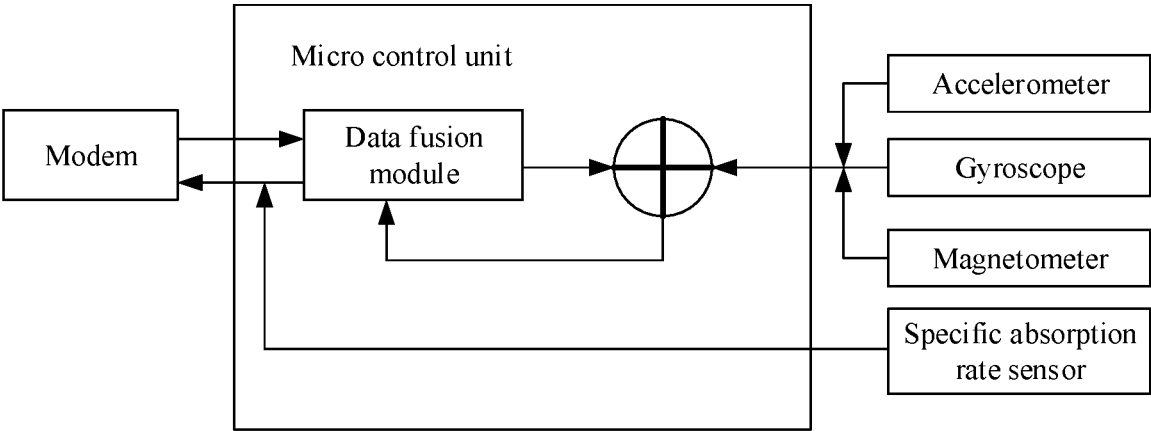 Micro control unit
Modem
Data fusion
module
Accelerometer
Gyroscope
Magnetometer
Specific absorption
rate sensor